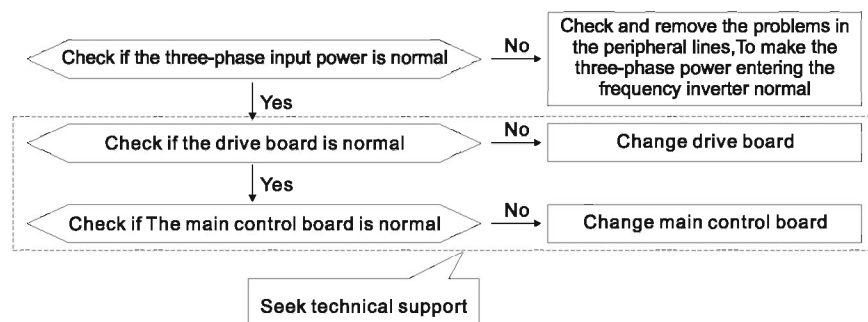 Check if the three-phase input power is normal
No
Check and remove the problems in
the peripheral lines,To make the
three-phase power entering the
frequency inverter normal
Yes
Check if the drive board is normal
No
Change drive board
Yes
Check if The main control board is normal
No
Change main control board
Seek technical support